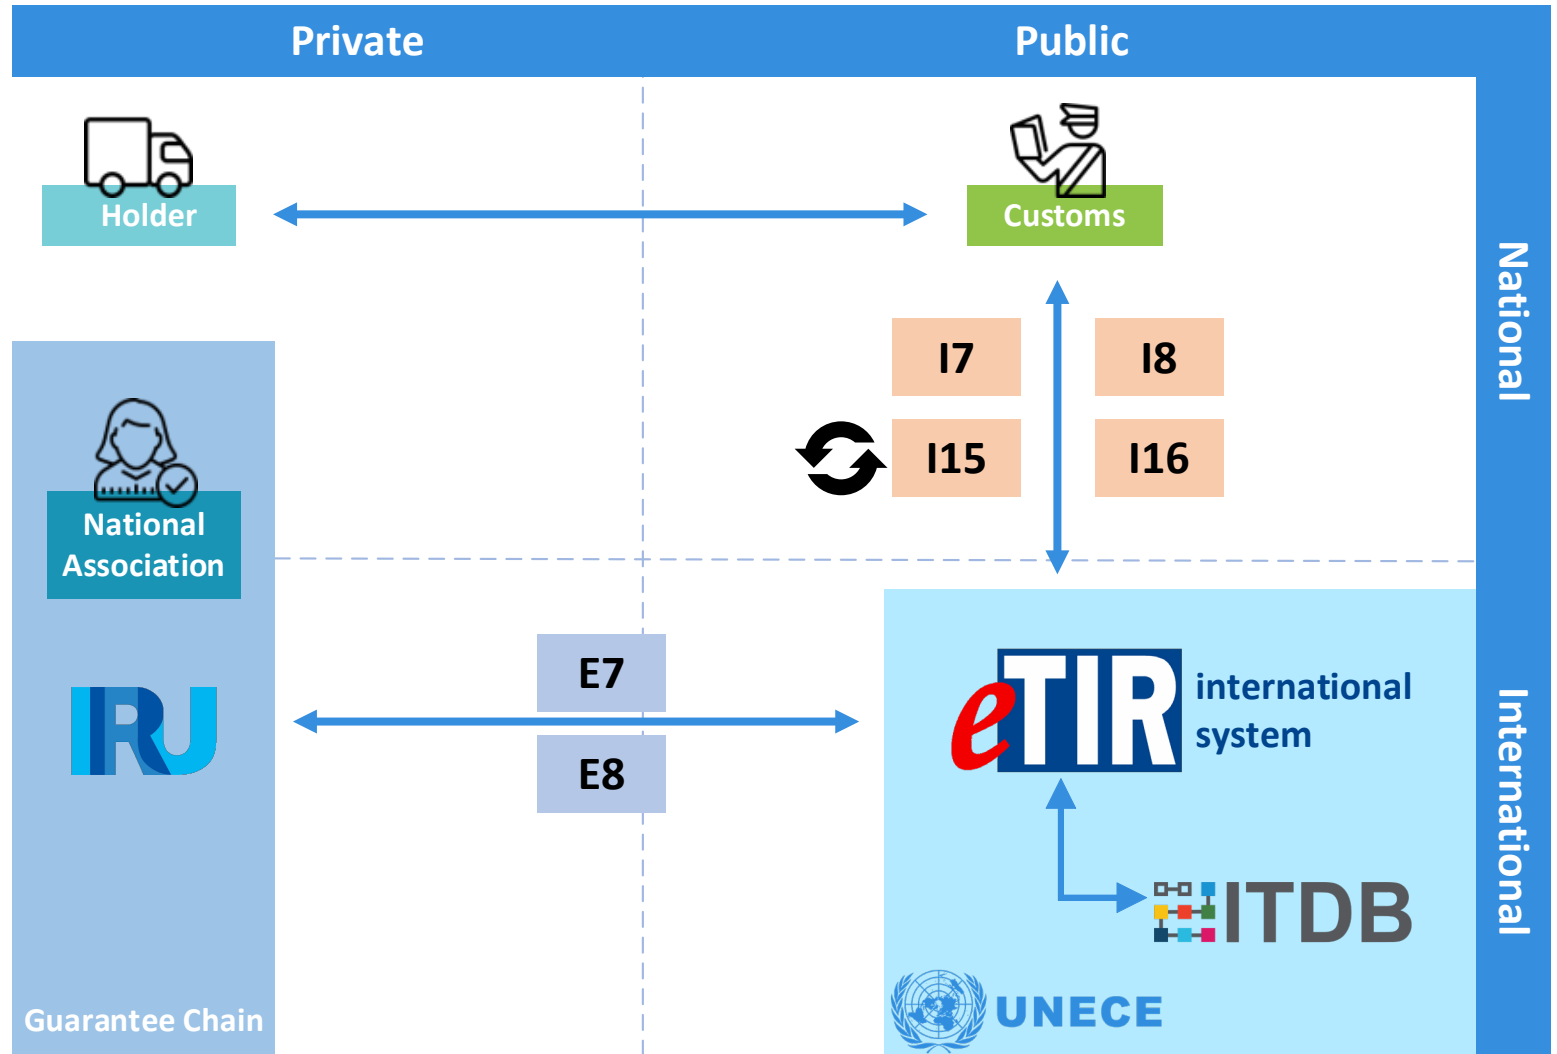 Private
Public
Holder
Customs
National
I7
I8
I15
I16
National
Association
E7
E8
IRU
eTIR
international
system
ITDB
International
Guarantee Chain
UNECE